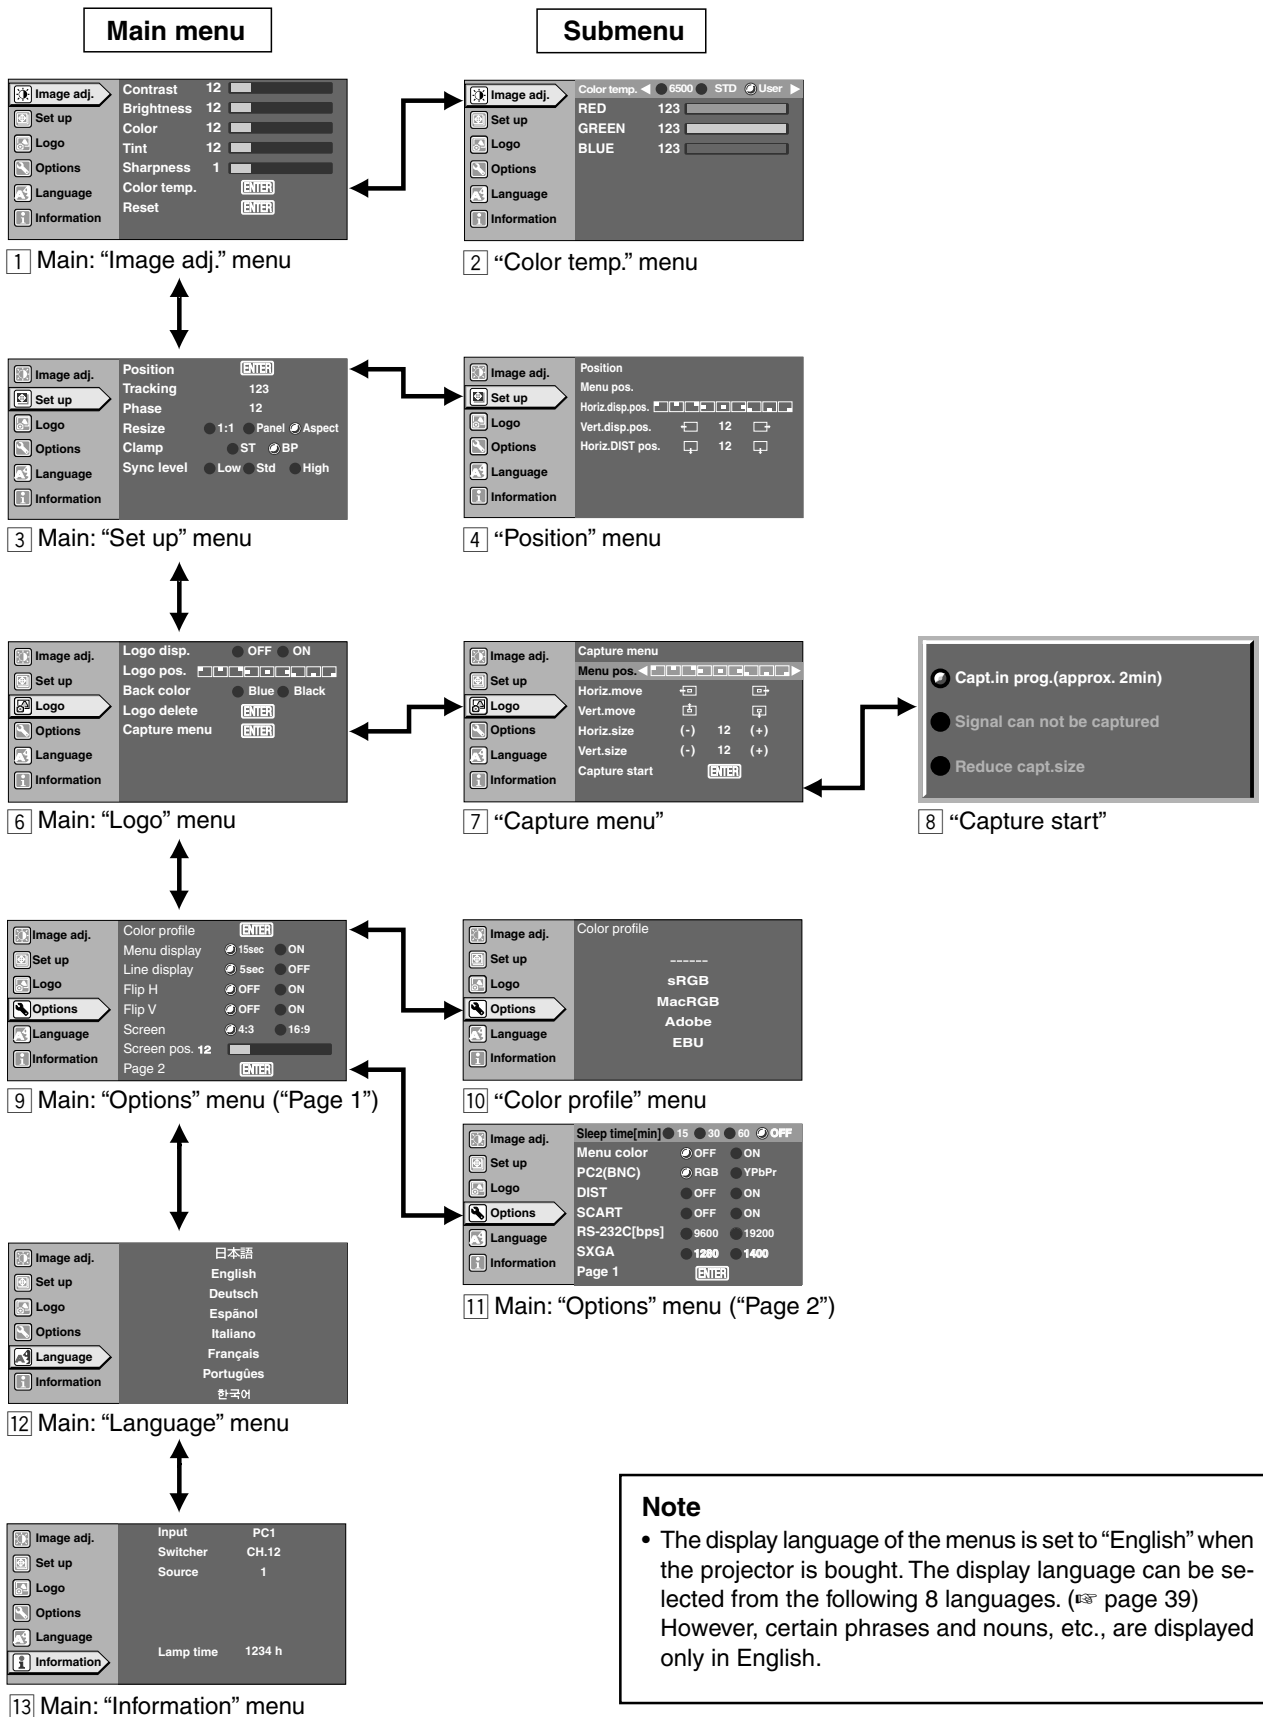 Main menu
Submenu
Image adj.
Set up
Logo
Options
Language
Information
Contrast 12
Brightness 12
Color 12
Tint 12
Sharpness 1
Color temp. ENTER
Reset ENTER
1 Main: “Image adj.” menu
Image adj.
Set up
Logo
Options
Language
Information
Color temp. 6500 STD User
RED 123
GREEN 123
BLUE 123
2 “Color temp.” menu
Image adj.
Set up
Logo
Options
Language
Information
Position ENTER
Tracking 123
Phase 12
Resize 1:1 Panel Aspect
Clamp ST BP
Sync level Low Std High
3 Main: “Set up” menu
Image adj.
Set up
Logo
Options
Language
Information
Position
Menu pos.
Horiz.disp.pos.
Vert.disp.pos. 12
Horiz.DIST pos. 12
4 “Position” menu
Image adj.
Set up
Logo
Options
Language
Information
Logo disp. OFF ON
Logo pos.
Back color Blue Black
Logo delete ENTER
Capture menu ENTER
6 Main: “Logo” menu
Image adj.
Set up
Logo
Options
Language
Information
Capture menu
Menu pos.
Horiz.move
Vert.move
Horiz.size (-) 12 (+)
Vert.size (-) 12 (+)
Capture start ENTER
7 “Capture menu”
Capt.in prog.(approx. 2min)
Signal can not be captured
Reduce capt.size
8 “Capture start”
Image adj.
Set up
Logo
Options
Language
Information
Color profile ENTER
Menu display 15sec ON
Line display 5sec OFF
Flip H OFF ON
Flip V OFF ON
Screen 4:3 16:9
Screen pos. 12
Page 2 ENTER
9 Main: “Options” menu (“Page 1”)
Image adj.
Set up
Logo
Options
Language
Information
Color profile
------
sRGB
MacRGB
Adobe
EBU
10 “Color profile” menu
Image adj.
Set up
Logo
Options
Language
Information
Sleep time[min] 15 30 60 OFF
Menu color OFF ON
PC2(BNC) RGB YPbPr
DIST OFF ON
SCART OFF ON
RS-232C[bps] 9600 19200
SXGA 1280 1400
Page 1 ENTER
11 Main: “Options” menu (“Page 2”)
Image adj.
Set up
Logo
Options
Language
Information
日本語
English
Deutsch
Espãnol
Italiano
Français
Portugûes
한국어
12 Main: “Language” menu
Image adj.
Set up
Logo
Options
Language
Information
Input PC1
Switcher CH.12
Source 1
Lamp time 1234 h
13 Main: “Information” menu
Note
• The display language of the menus is set to “English” when
the projector is bought. The display language can be se-
lected from the following 8 languages. (☞ page 39)
However, certain phrases and nouns, etc., are displayed
only in English.